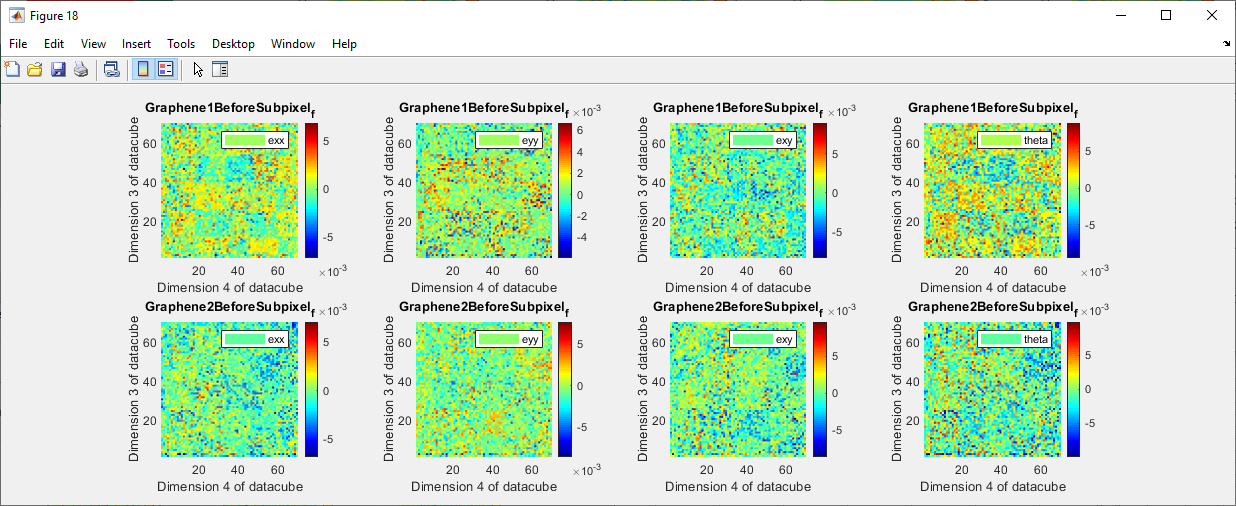 Figure 18
File Edit View Insert Tools Desktop Window Help
Graphene1BeforeSubpixel_f Graphene1BeforeSubpixel_f ×10⁻³ Graphene1BeforeSubpixel_f ×10⁻³ Graphene1BeforeSubpixel_f
Dimension 3 of datacube
60
40
20
exx
5
0
-5
×10⁻³
20 40 60
Dimension 4 of datacube
Dimension 3 of datacube
60
40
20
eyy
6
4
2
0
-2
-4
20 40 60
Dimension 4 of datacube
Dimension 3 of datacube
60
40
20
exy
5
0
-5
20 40 60
Dimension 4 of datacube
Dimension 3 of datacube
60
40
20
theta
5
0
-5
×10⁻³
20 40 60
Dimension 4 of datacube
Graphene2BeforeSubpixel_f ×10⁻³ Graphene2BeforeSubpixel_f Graphene2BeforeSubpixel_f ×10⁻³ Graphene2BeforeSubpixel_f ×10⁻³
Dimension 3 of datacube
60
40
20
exx
5
0
-5
20 40 60
Dimension 4 of datacube
Dimension 3 of datacube
60
40
20
eyy
5
0
-5
×10⁻³
20 40 60
Dimension 4 of datacube
Dimension 3 of datacube
60
40
20
exy
5
0
-5
20 40 60
Dimension 4 of datacube
Dimension 3 of datacube
60
40
20
theta
5
0
-5
20 40 60
Dimension 4 of datacube